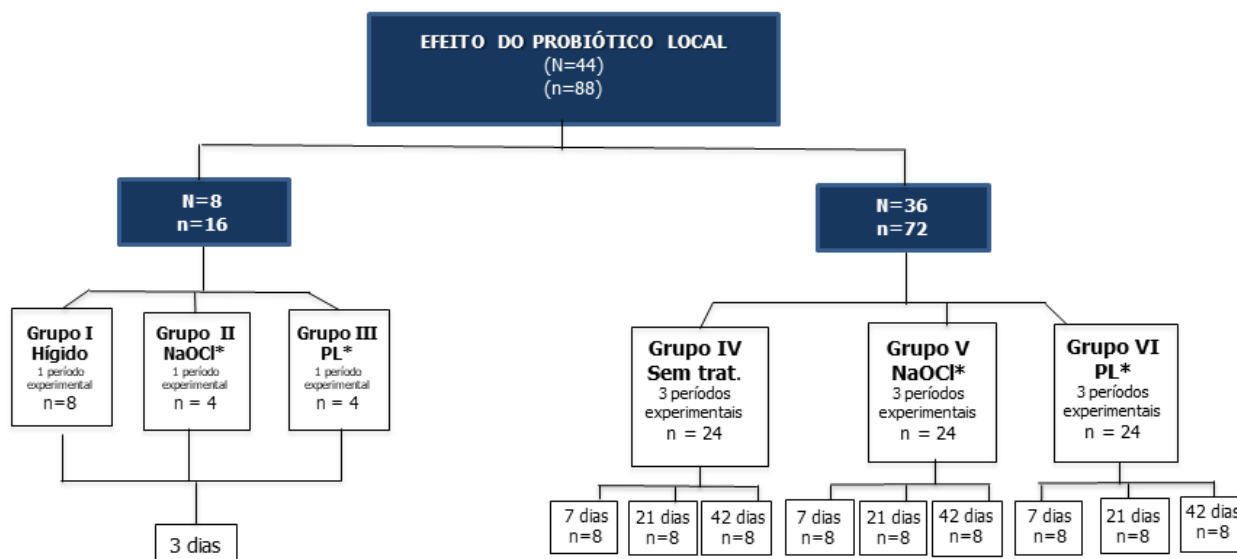 EFEITO DO PROBIÓTICO LOCAL
(N=44)
(n=88)
N=8
n=16
N=36
n=72
Grupo I
Hígido
1 período
experimental
n=8
Grupo II
NaOCl*
1 período
experimental
n = 4
Grupo III
PL*
1 período
experimental
n = 4
Grupo IV
Sem trat.
3 períodos
experimentais
n = 24
Grupo V
NaOCl*
3 períodos
experimentais
n = 24
Grupo VI
PL*
3 períodos
experimentais
n = 24
3 dias
7 dias
n=8
21 dias
n=8
42 dias
n=8
7 dias
n=8
21 dias
n=8
42 dias
n=8
7 dias
n=8
21 dias
n=8
42 dias
n=8